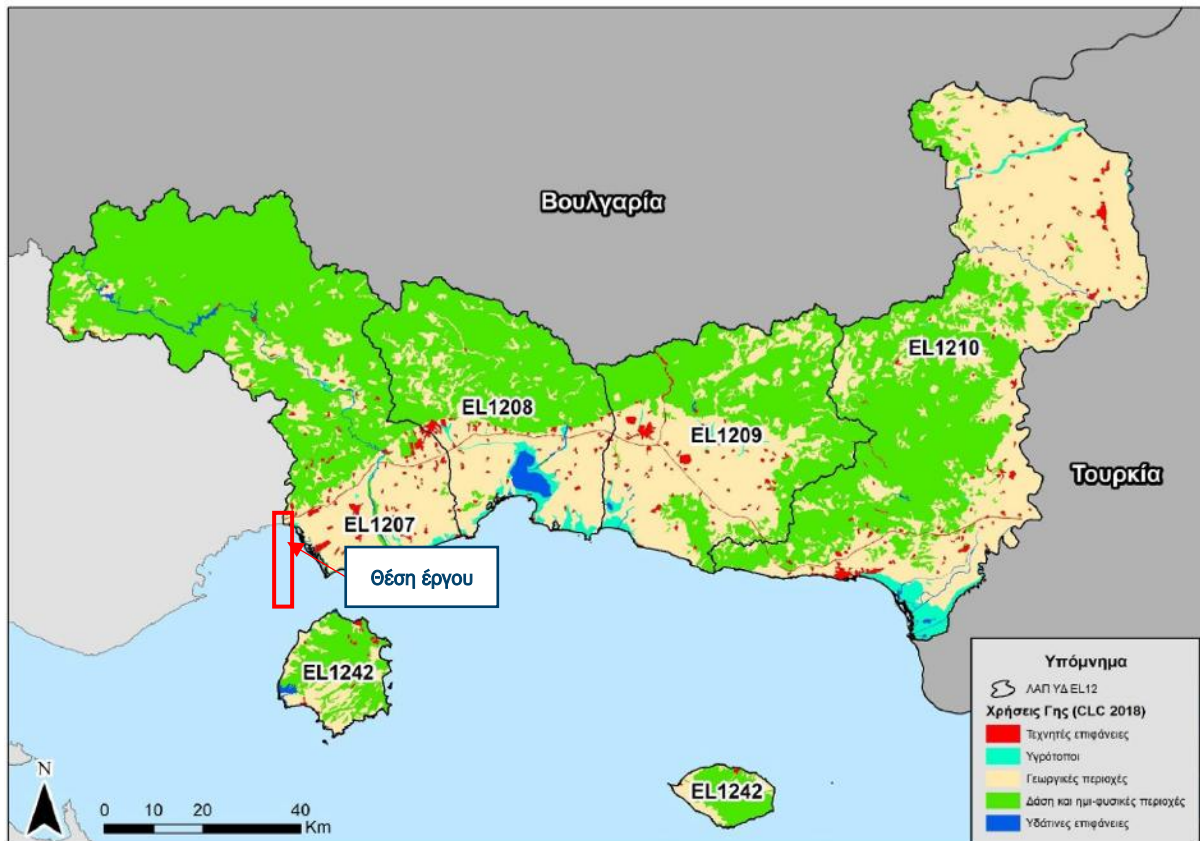 Βουλγαρία
EL1210
EL1208
EL1209
Τουρκία
EL1207
Θέση έργου
EL1242
EL1242
Υπόμνημα
ΛΑΠ ΥΔ EL12
Χρήσεις Γης (CLC 2018)
Τεχνητές επιφάνειες
Υγρότοποι
Γεωργικές περιοχές
Δάση και ημι-φυσικές περιοχές
Υδάτινες επιφάνειες
N
0 10 20 40
Km